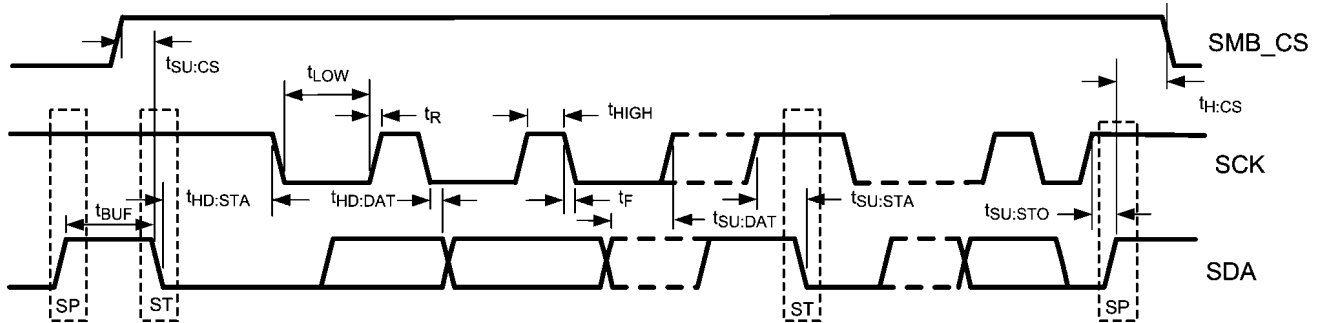 SMB_CS
tSU:CS
tLOW
tH:CS
tR
tHIGH
SCK
tBUF
tHD:STA
tHD:DAT
tF
tSU:DAT
tSU:STA
tSU:STO
SDA
SP
ST
ST
SP